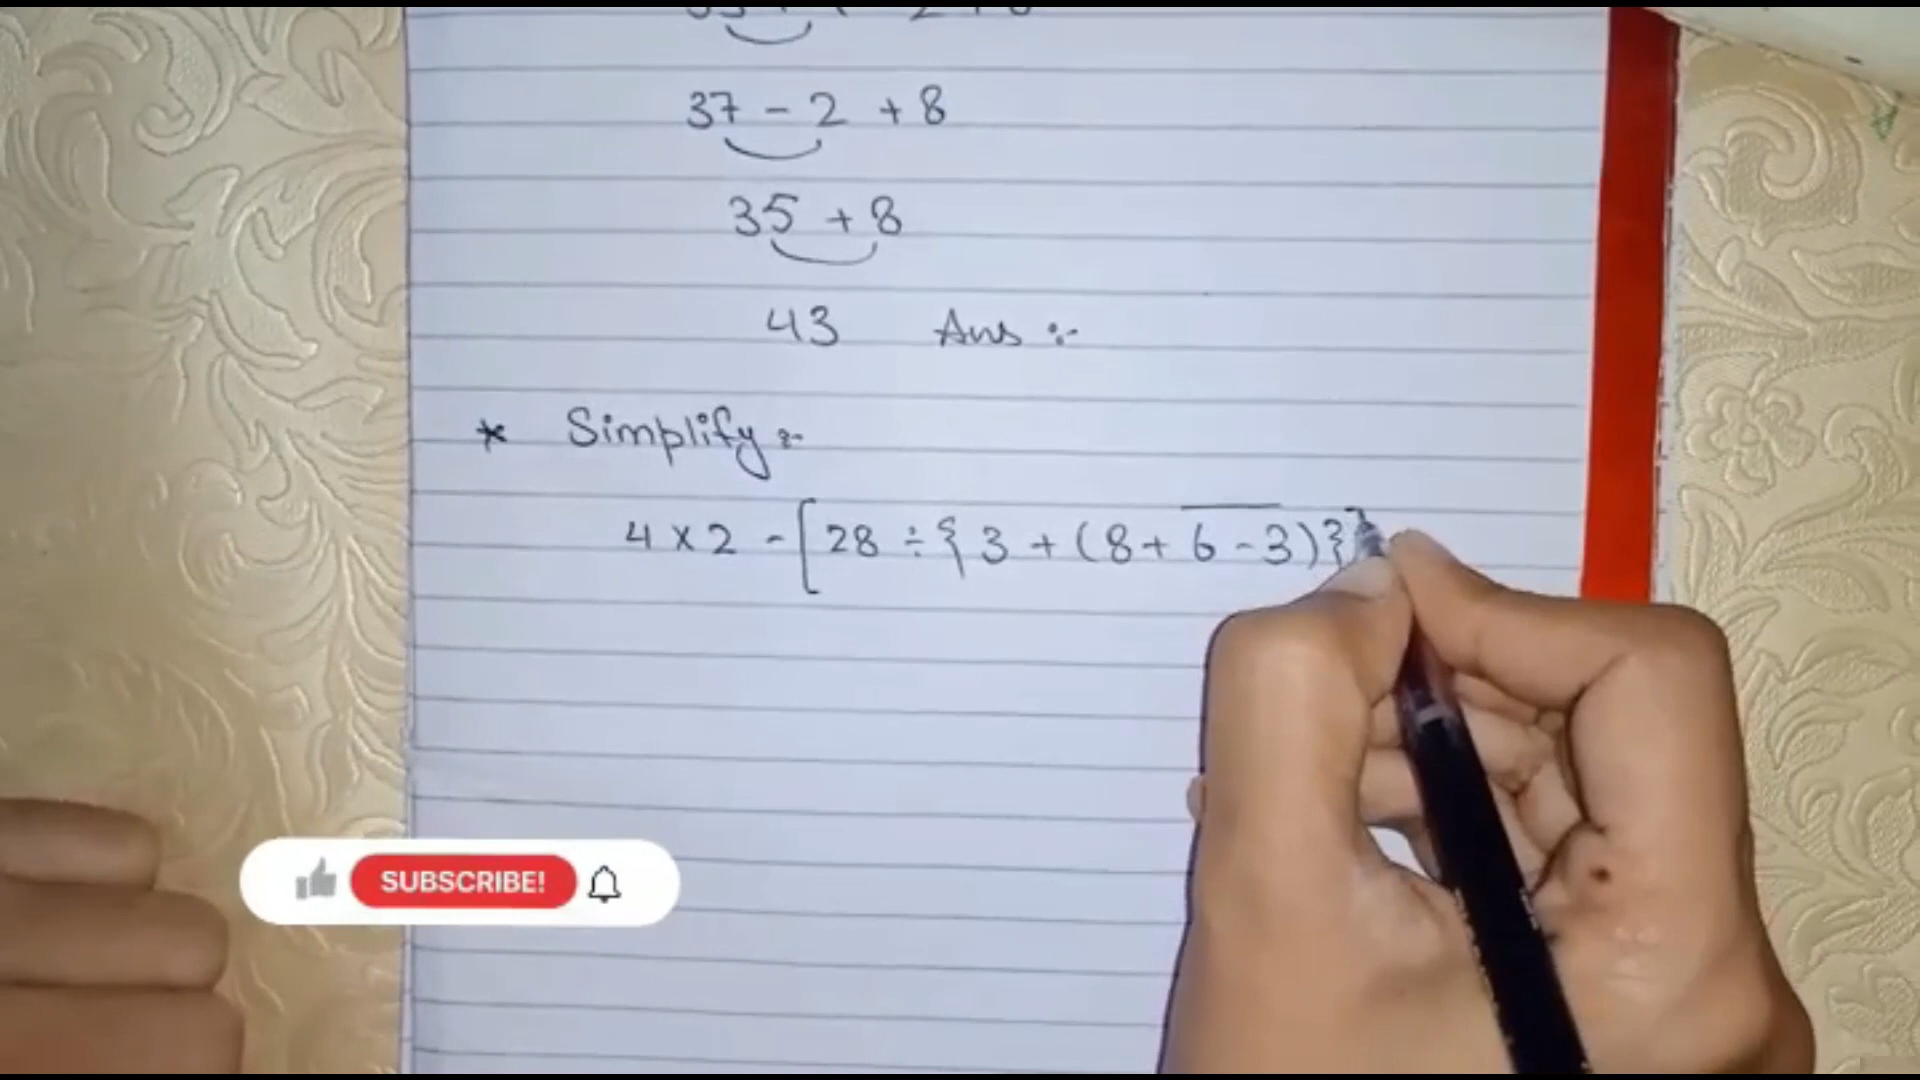 37 - 2 + 8
35 + 8
43 Ans :-
* Simplify :-
4 × 2 - [28 ÷ {3 + (8 + 6 - 3)}]
SUBSCRIBE!